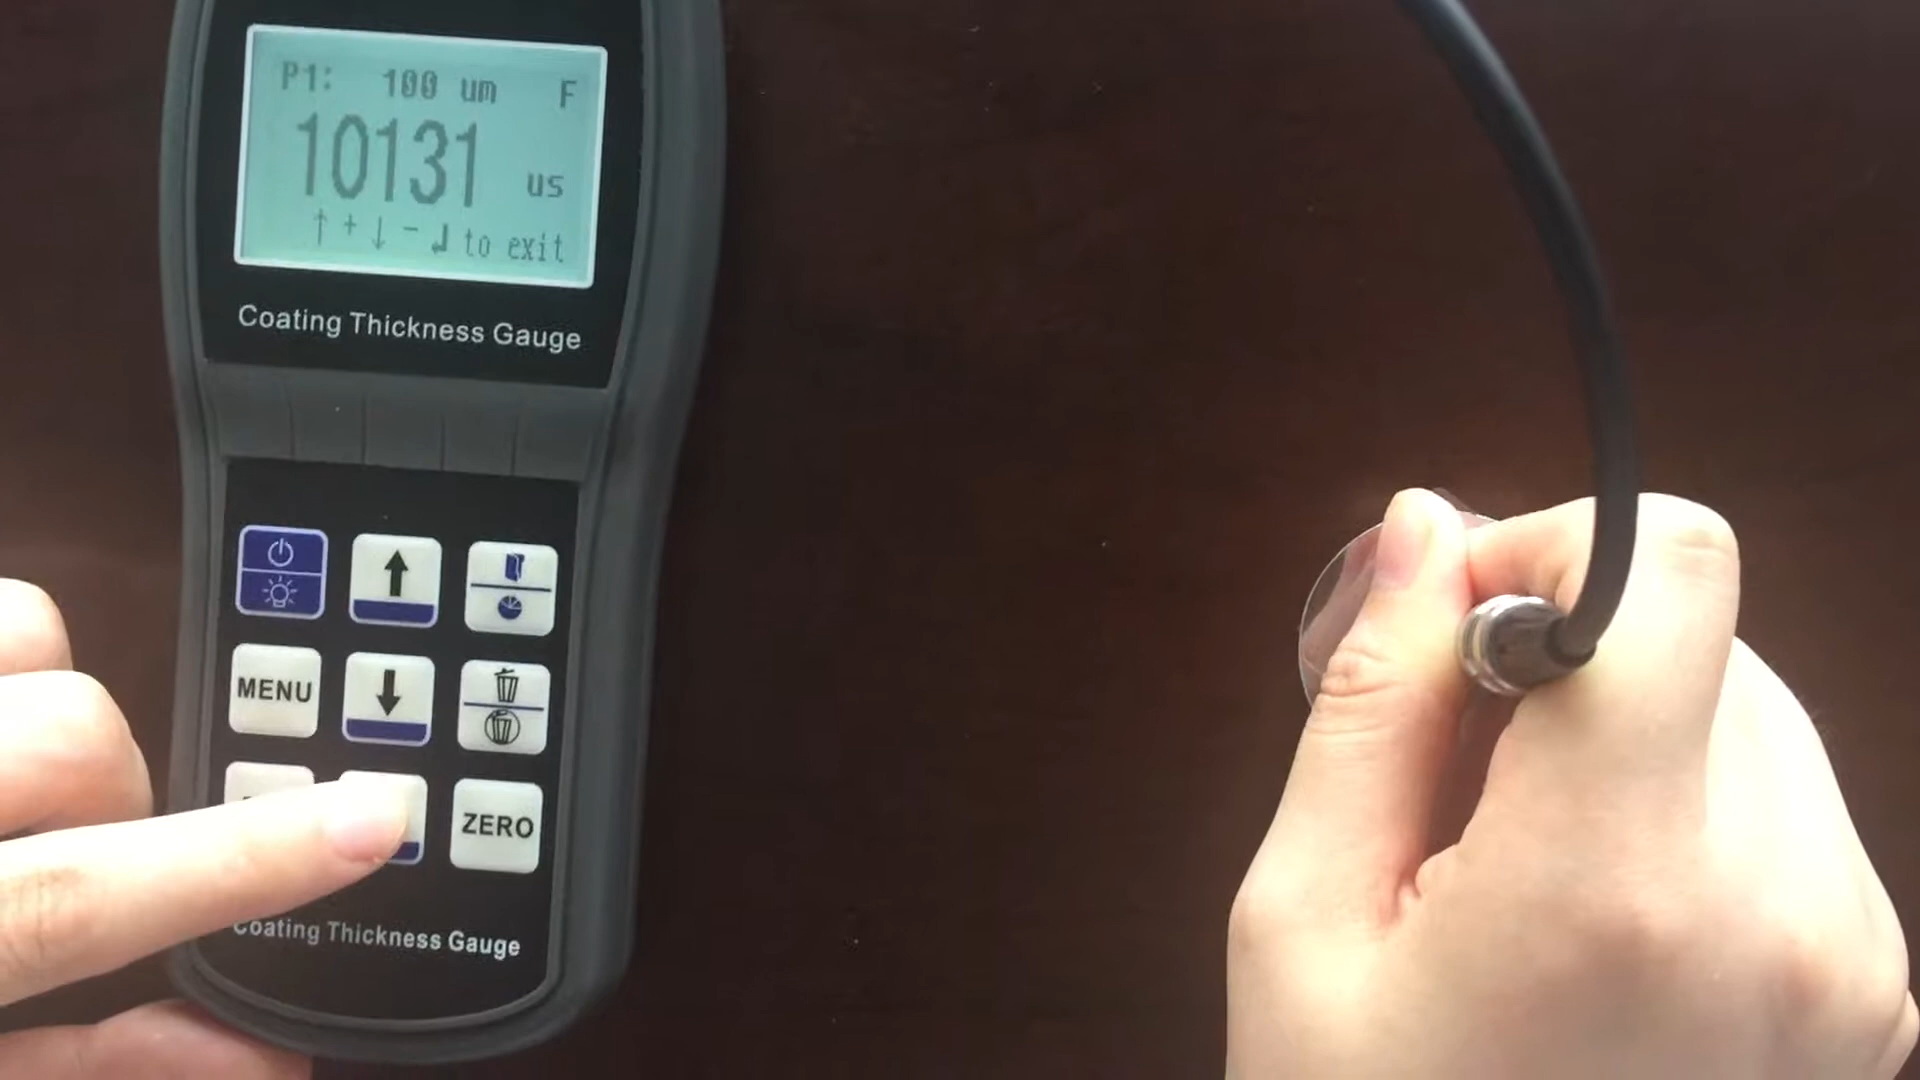 P1: 100 um F
10131 us
↑ + ↓ - ↲ to exit
Coating Thickness Gauge
MENU
ZERO
Coating Thickness Gauge